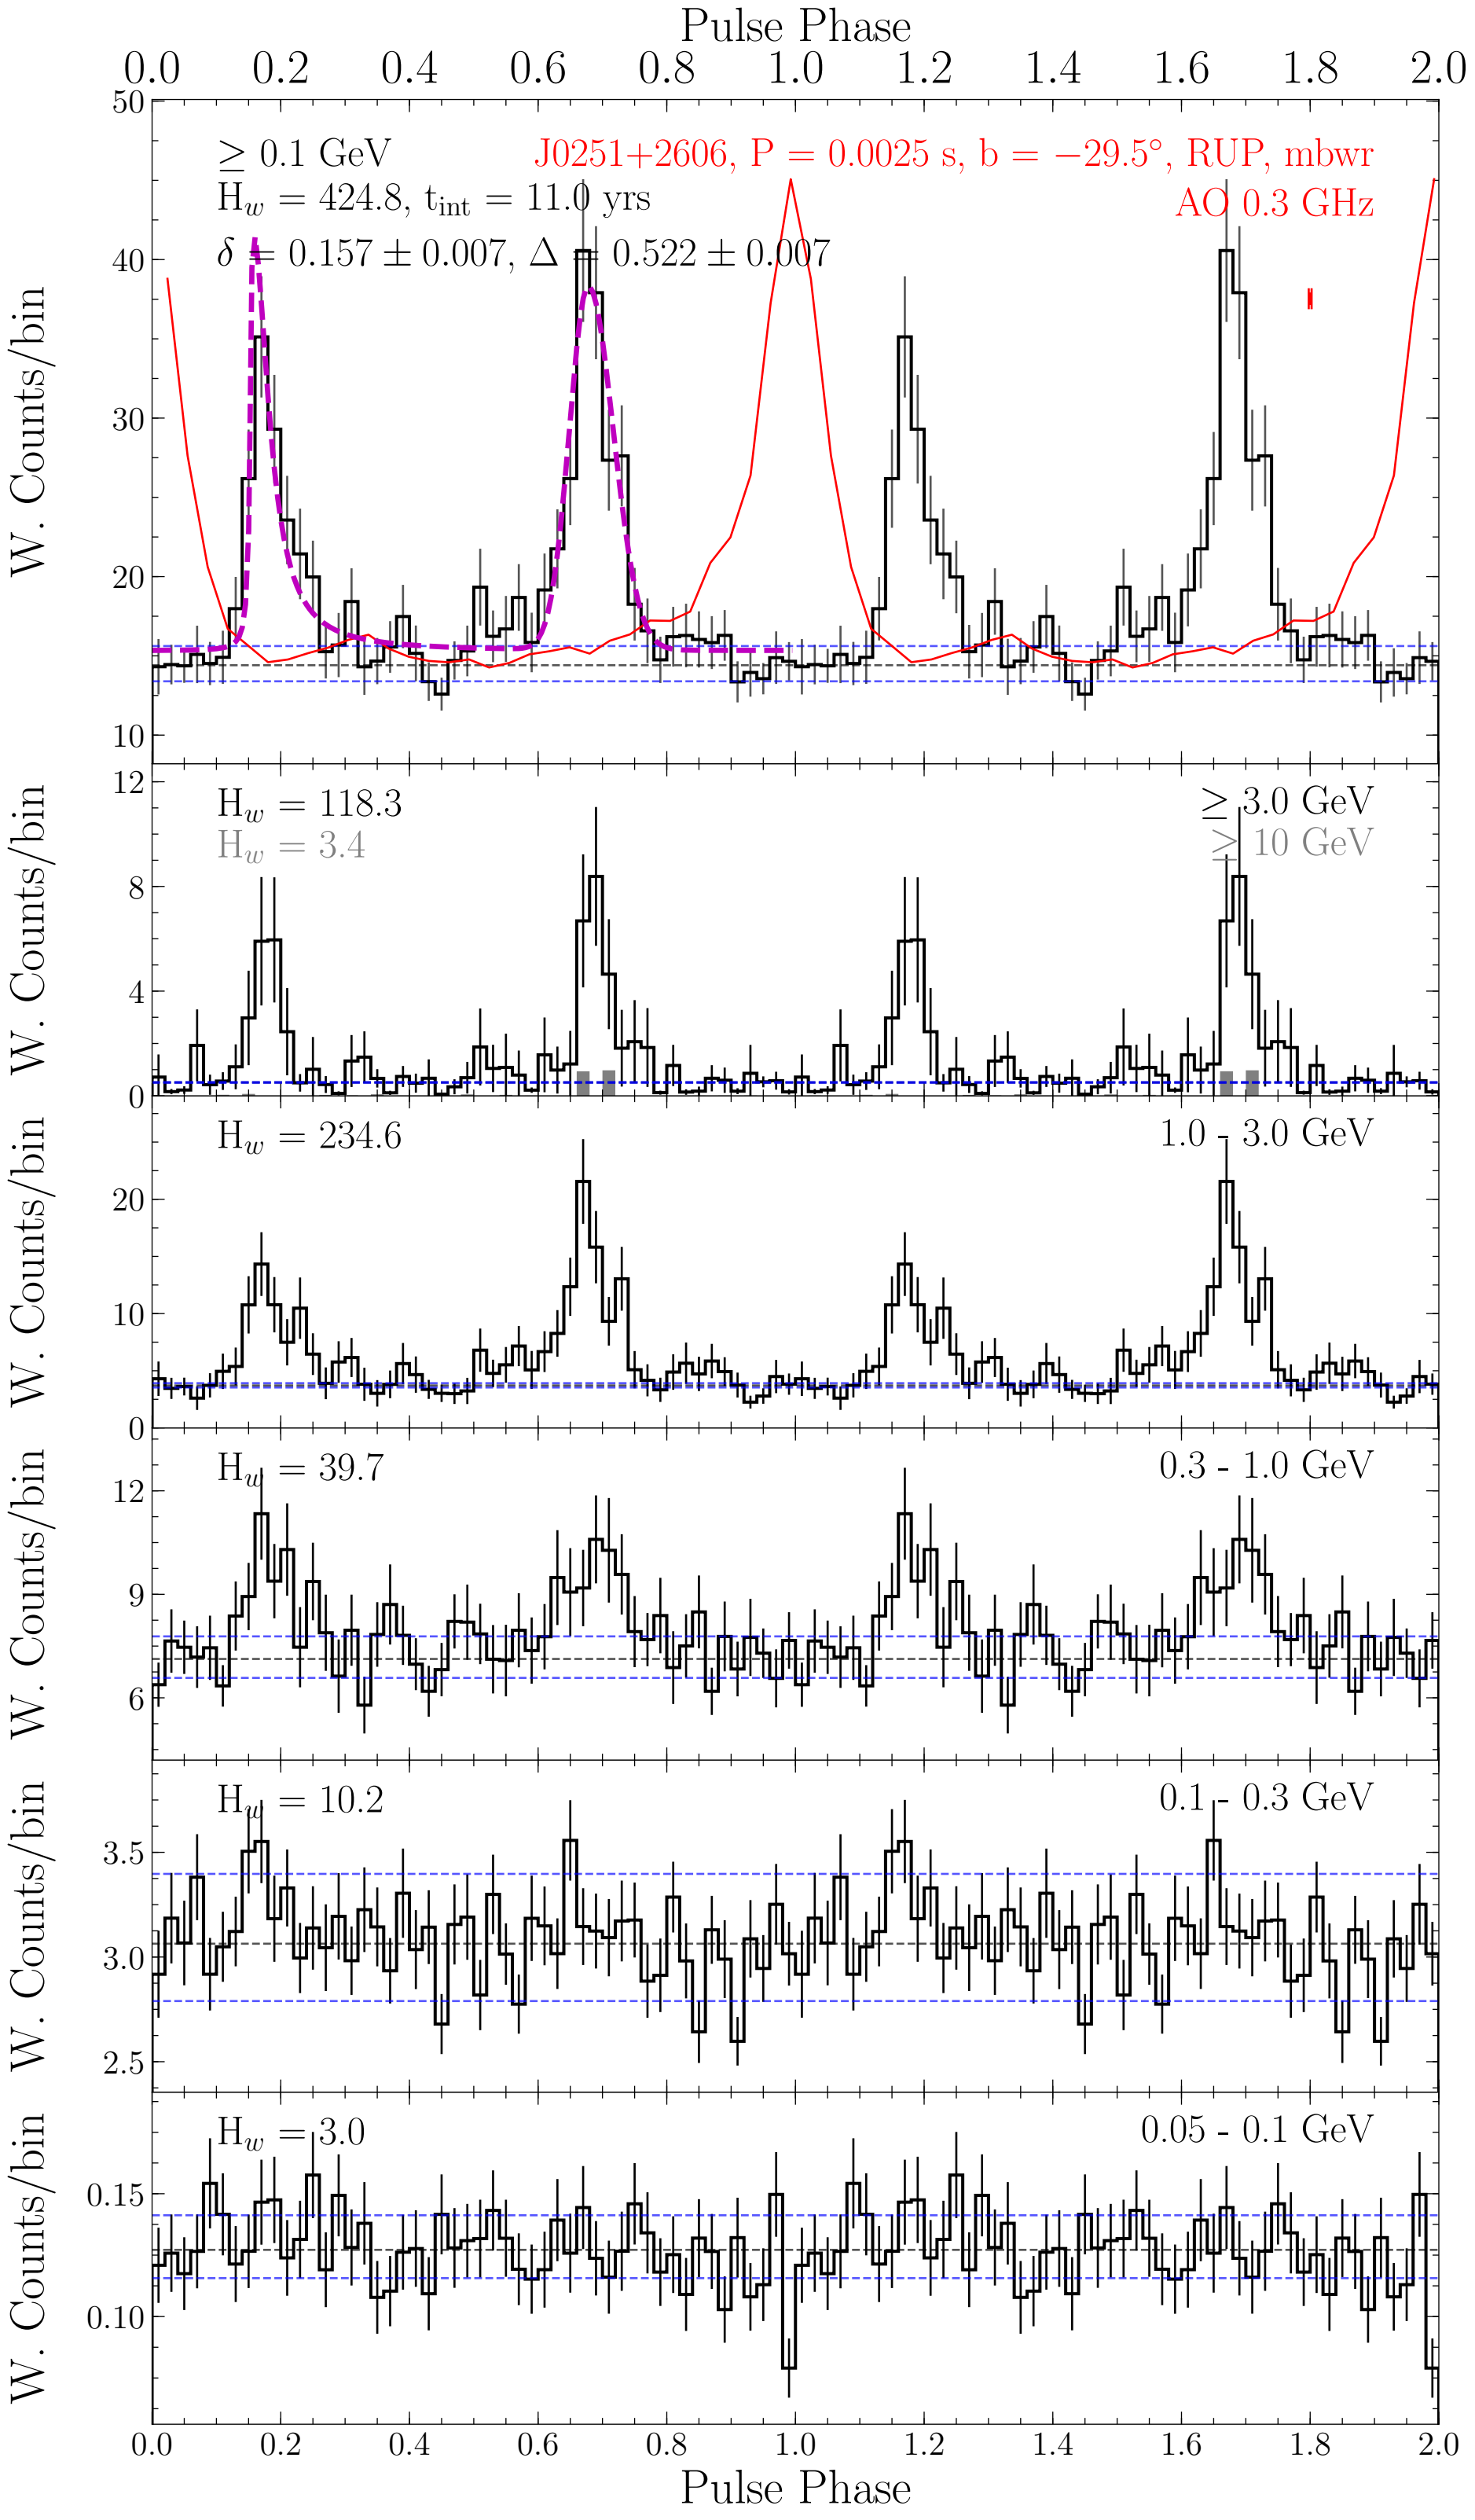 Pulse Phase
0.0 0.2 0.4 0.6 0.8 1.0 1.2 1.4 1.6 1.8 2.0
50
≥ 0.1 GeV
J0251+2606, P = 0.0025 s, b = −29.5°, RUP, mbwr
H_w = 424.8, t_int = 11.0 yrs
AO 0.3 GHz
δ = 0.157 ± 0.007, Δ = 0.522 ± 0.007
40
30
20
10
W. Counts/bin
12
H_w = 118.3
≥ 3.0 GeV
H_w = 3.4
≥ 10 GeV
8
4
0
W. Counts/bin
H_w = 234.6
1.0 - 3.0 GeV
20
10
0
W. Counts/bin
H_w = 39.7
0.3 - 1.0 GeV
12
9
6
W. Counts/bin
H_w = 10.2
0.1 - 0.3 GeV
3.5
3.0
2.5
W. Counts/bin
H_w = 3.0
0.05 - 0.1 GeV
0.15
0.10
W. Counts/bin
0.0 0.2 0.4 0.6 0.8 1.0 1.2 1.4 1.6 1.8 2.0
Pulse Phase